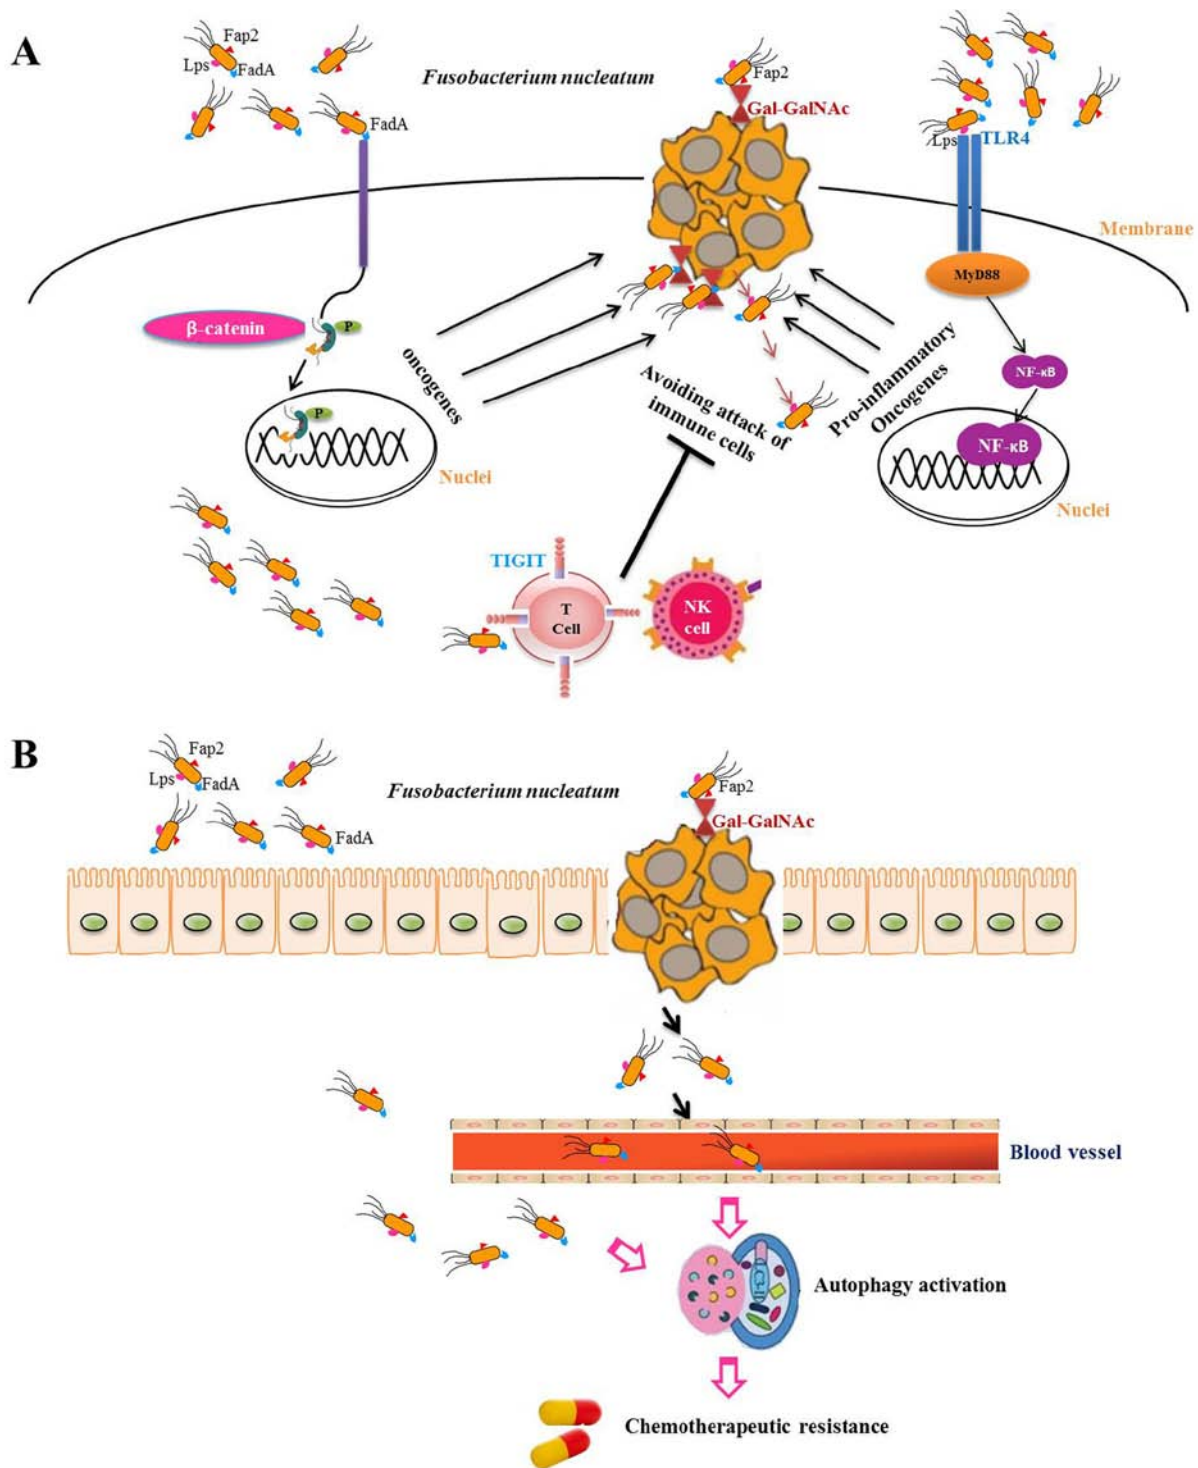 A
Fap2
Lps
FadA
Fusobacterium nucleatum
Fap2
Gal-GalNAc
FadA
Lps
TLR4
Membrane
MyD88
β-catenin
P
oncogenes
NF-κB
P
Nuclei
Avoiding attack of
immune cells
Pro-inflammatory
Oncogenes
NF-κB
Nuclei
TIGIT
T
Cell
NK
cell
B
Fap2
Lps
FadA
Fusobacterium nucleatum
Fap2
Gal-GalNAc
FadA
Blood vessel
Autophagy activation
Chemotherapeutic resistance